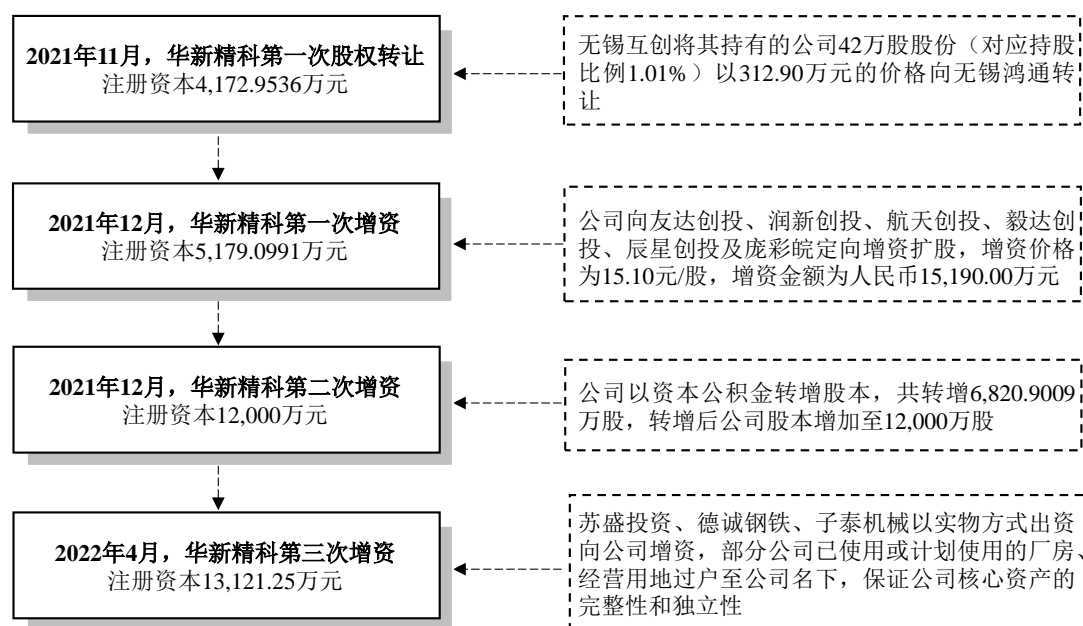 2021年11月，华新精科第一次股权转让
注册资本4,172.9536万元
无锡互创将其持有的公司42万股股份（对应持股
比例1.01%）以312.90万元的价格向无锡鸿通转
让
2021年12月，华新精科第一次增资
注册资本5,179.0991万元
公司向友达创投、润新创投、航天创投、毅达创
投、辰星创投及庞彩皖定向增资扩股，增资价格
为15.10元/股，增资金额为人民币15,190.00万元
2021年12月，华新精科第二次增资
注册资本12,000万元
公司以资本公积金转增股本，共转增6,820.9009
万股，转增后公司股本增加至12,000万股
2022年4月，华新精科第三次增资
注册资本13,121.25万元
苏盛投资、德诚钢铁、子泰机械以实物方式出资
向公司增资，部分公司已使用或计划使用的厂房、
经营用地过户至公司名下，保证公司核心资产的
完整性和独立性